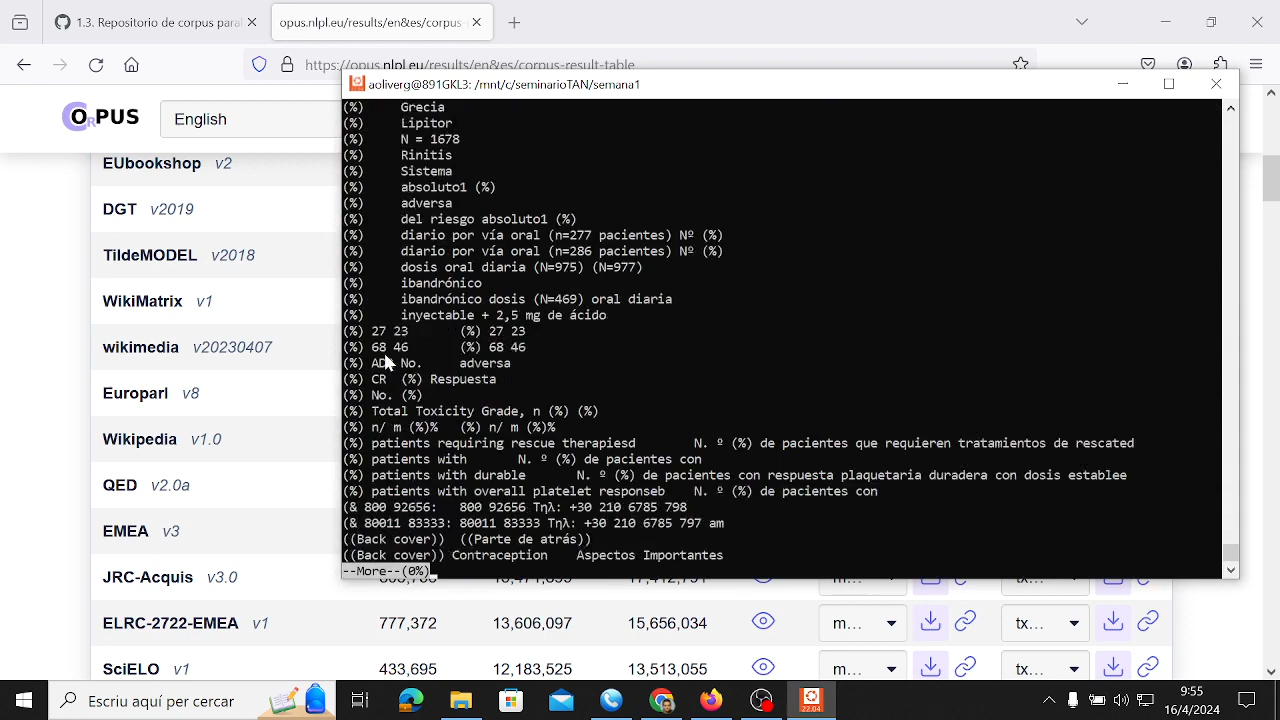 1.3. Repositorio de corpus paral
opus.nlpl.eu/results/en&es/corpus-
https://opus.nlpl.eu/results/en&es/corpus-result-table
OPUS
English
EUbookshop v2
DGT v2019
TildeMODEL v2018
WikiMatrix v1
wikimedia v20230407
Europarl v8
Wikipedia v1.0
QED v2.0a
EMEA v3
JRC-Acquis v3.0
ELRC-2722-EMEA v1 777,372 13,606,097 15,656,034 m... tx...
SciELO v1 433,695 12,183,525 13,513,055 m... tx...
aoliverg@891GKL3: /mnt/c/seminarioTAN/semana1
(%) Grecia
(%) Lipitor
(%) N = 1678
(%) Rinitis
(%) Sistema
(%) absoluto1 (%)
(%) adversa
(%) del riesgo absoluto1 (%)
(%) diario por vía oral (n=277 pacientes) Nº (%)
(%) diario por vía oral (n=286 pacientes) Nº (%)
(%) dosis oral diaria (N=975) (N=977)
(%) ibandrónico
(%) ibandrónico dosis (N=469) oral diaria
(%) inyectable + 2,5 mg de ácido
(%) 27 23 (%) 27 23
(%) 68 46 (%) 68 46
(%) No. adversa
(%) CR (%) Respuesta
(%) No. (%)
(%) Total Toxicity Grade, n (%) (%)
(%) n/ m (%)% (%) n/ m (%)%
(%) patients requiring rescue therapiesd N. º (%) de pacientes que requieren tratamientos de rescated
(%) patients with N. º (%) de pacientes con
(%) patients with durable N. º (%) de pacientes con respuesta plaquetaria duradera con dosis establee
(%) patients with overall platelet responseb N. º (%) de pacientes con
(& 800 92656: 800 92656 Τηλ: +30 210 6785 798
(& 80011 83333: 80011 83333 Τηλ: +30 210 6785 797 am
((Back cover)) ((Parte de atrás))
((Back cover)) Contraception Aspectos Importantes
--More--(0%)
Escriu aquí per cercar
22.04
9:55
16/4/2024